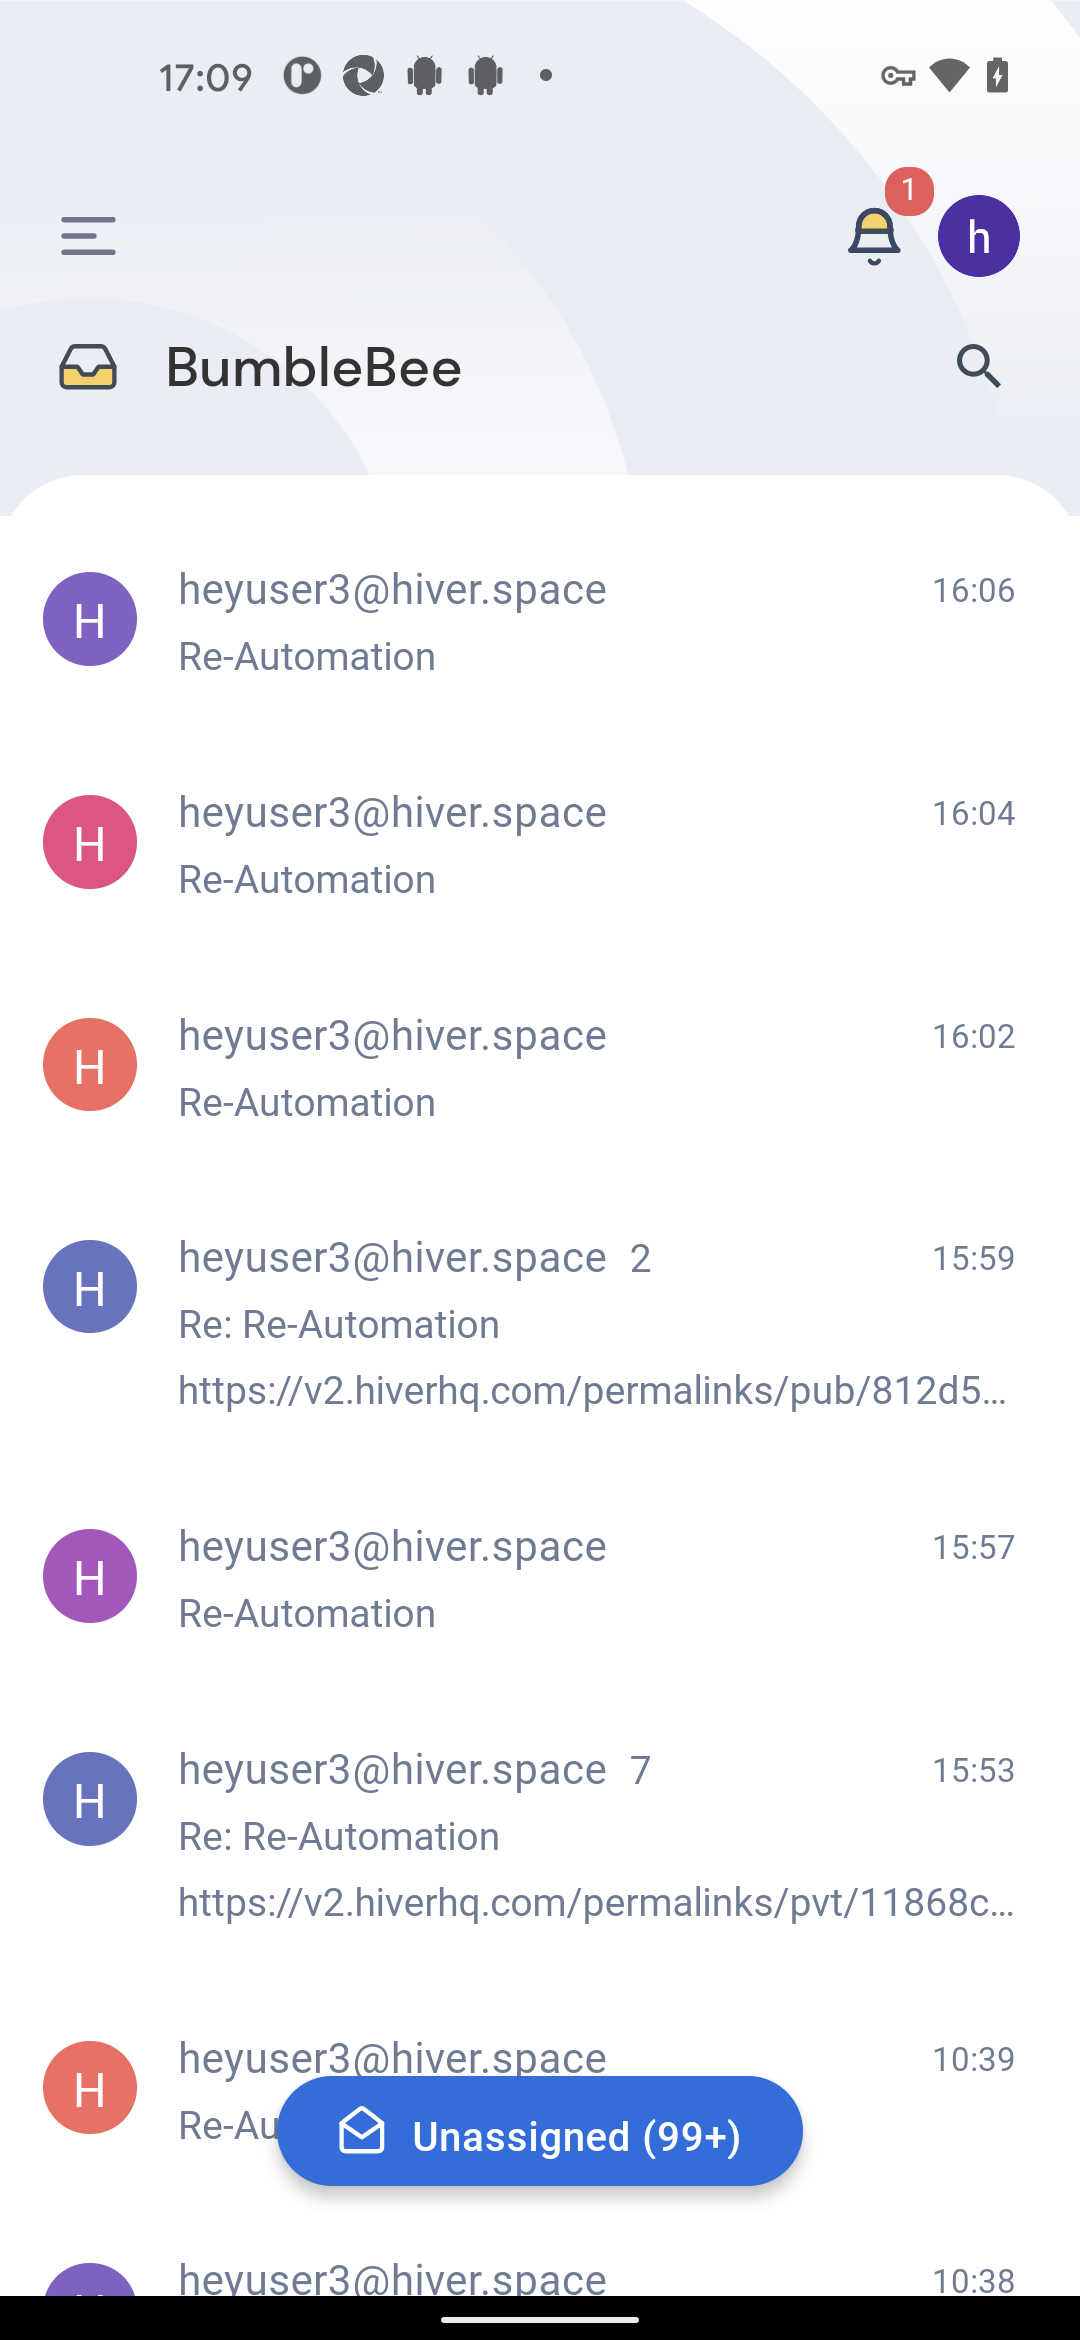 17:09
1
h
BumbleBee
H heyuser3@hiver.space 16:06
Re-Automation
H heyuser3@hiver.space 16:04
Re-Automation
H heyuser3@hiver.space 16:02
Re-Automation
H heyuser3@hiver.space 2 15:59
Re: Re-Automation
https://v2.hiverhq.com/permalinks/pub/812d5...
H heyuser3@hiver.space 15:57
Re-Automation
H heyuser3@hiver.space 7 15:53
Re: Re-Automation
https://v2.hiverhq.com/permalinks/pvt/11868c...
H heyuser3@hiver.space 10:39
Re-Au
Unassigned (99+)
heyuser3@hiver.space 10:38